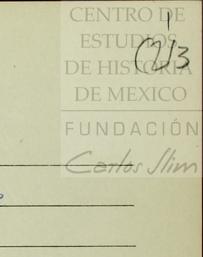 CENTRO DE
ESTUDIOS
DE HISTORIA
DE MEXICO
FUNDACIÓN
Carlos Slim